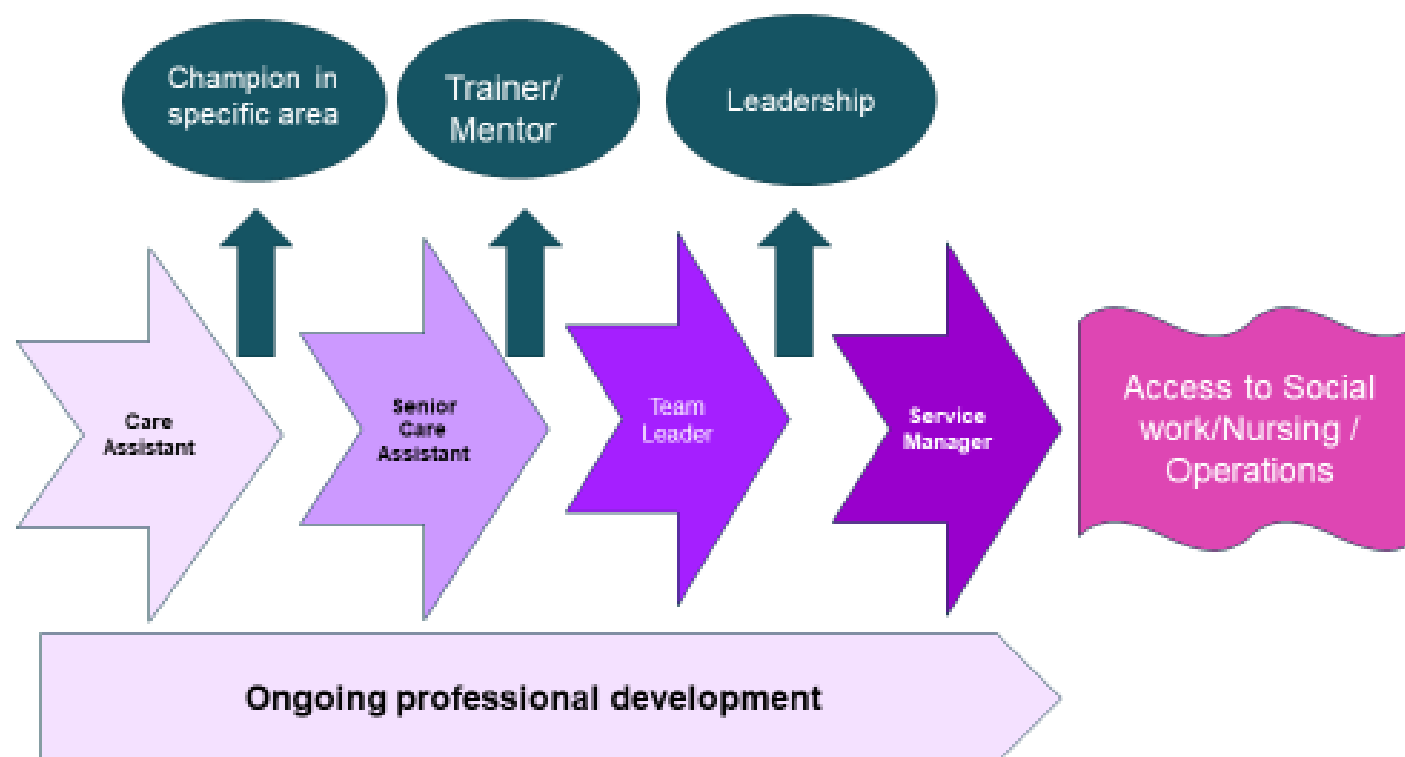 Champion in
specific area
Trainer/
Mentor
Leadership
Care
Assistant
Senior
Care
Assistant
Team
Leader
Service
Manager
Access to Social
work/Nursing /
Operations
Ongoing professional development